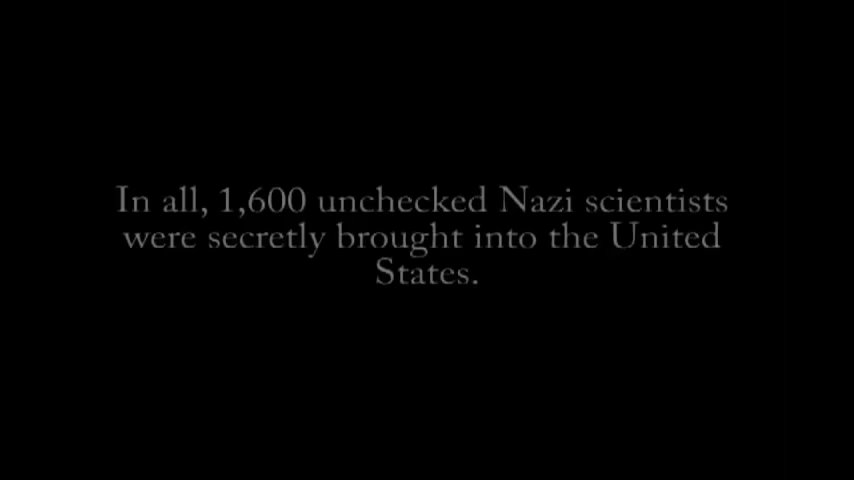 In all, 1,600 unchecked Nazi scientists
were secretly brought into the United
States.